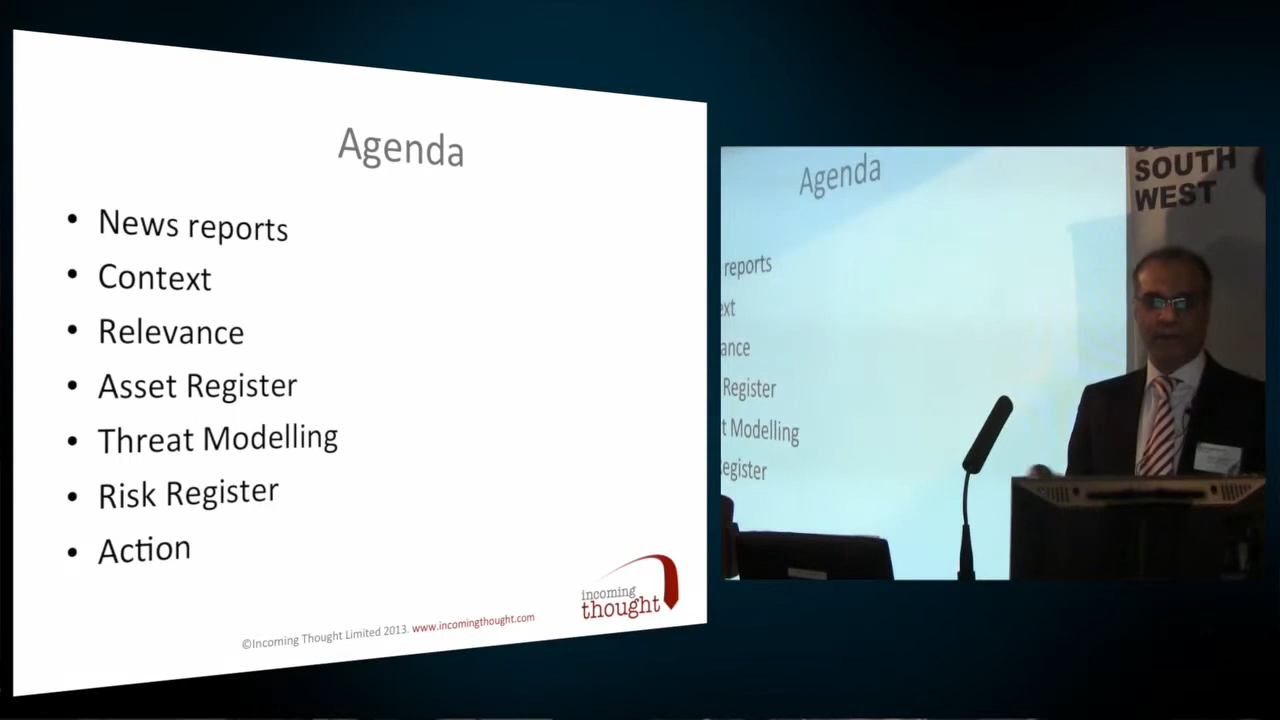 Agenda
• News reports
• Context
• Relevance
• Asset Register
• Threat Modelling
• Risk Register
• Action
incoming
thought
©Incoming Thought Limited 2013. www.incomingthought.com
Agenda
reports
ext
ance
Register
t Modelling
egister
SOUTH
WEST